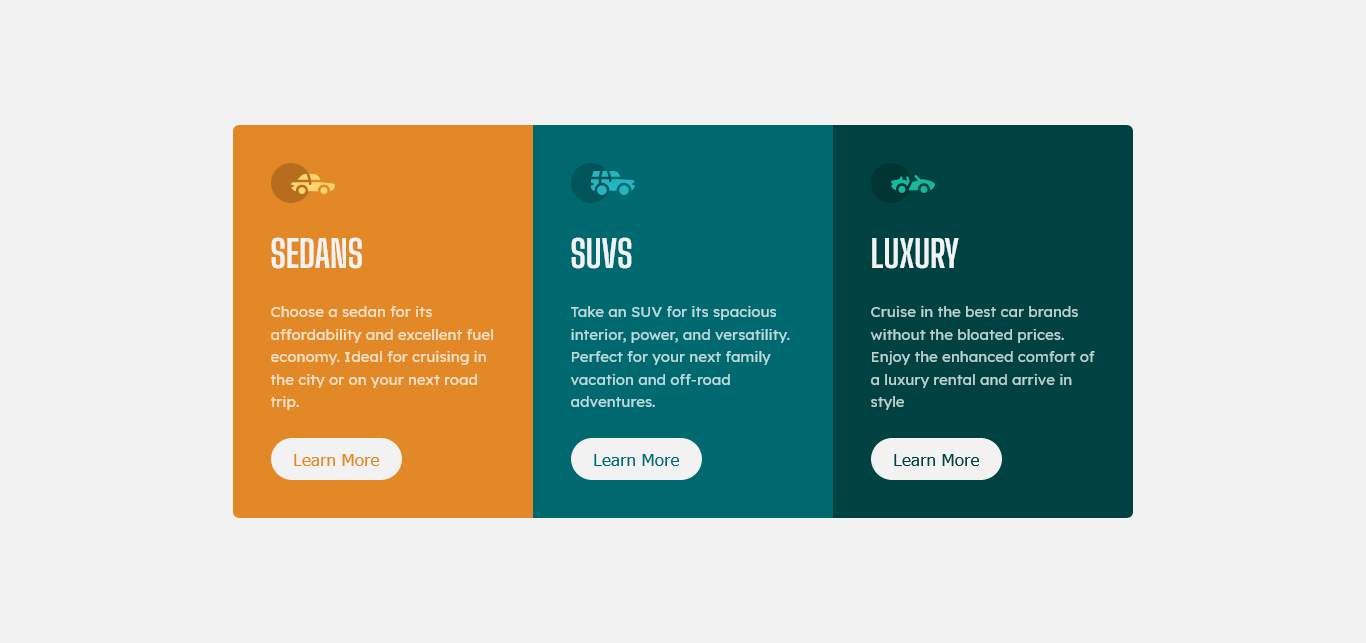 SEDANS
Choose a sedan for its
affordability and excellent fuel
economy. Ideal for cruising in
the city or on your next road
trip.
Learn More
SUVS
Take an SUV for its spacious
interior, power, and versatility.
Perfect for your next family
vacation and off-road
adventures.
Learn More
LUXURY
Cruise in the best car brands
without the bloated prices.
Enjoy the enhanced comfort of
a luxury rental and arrive in
style
Learn More